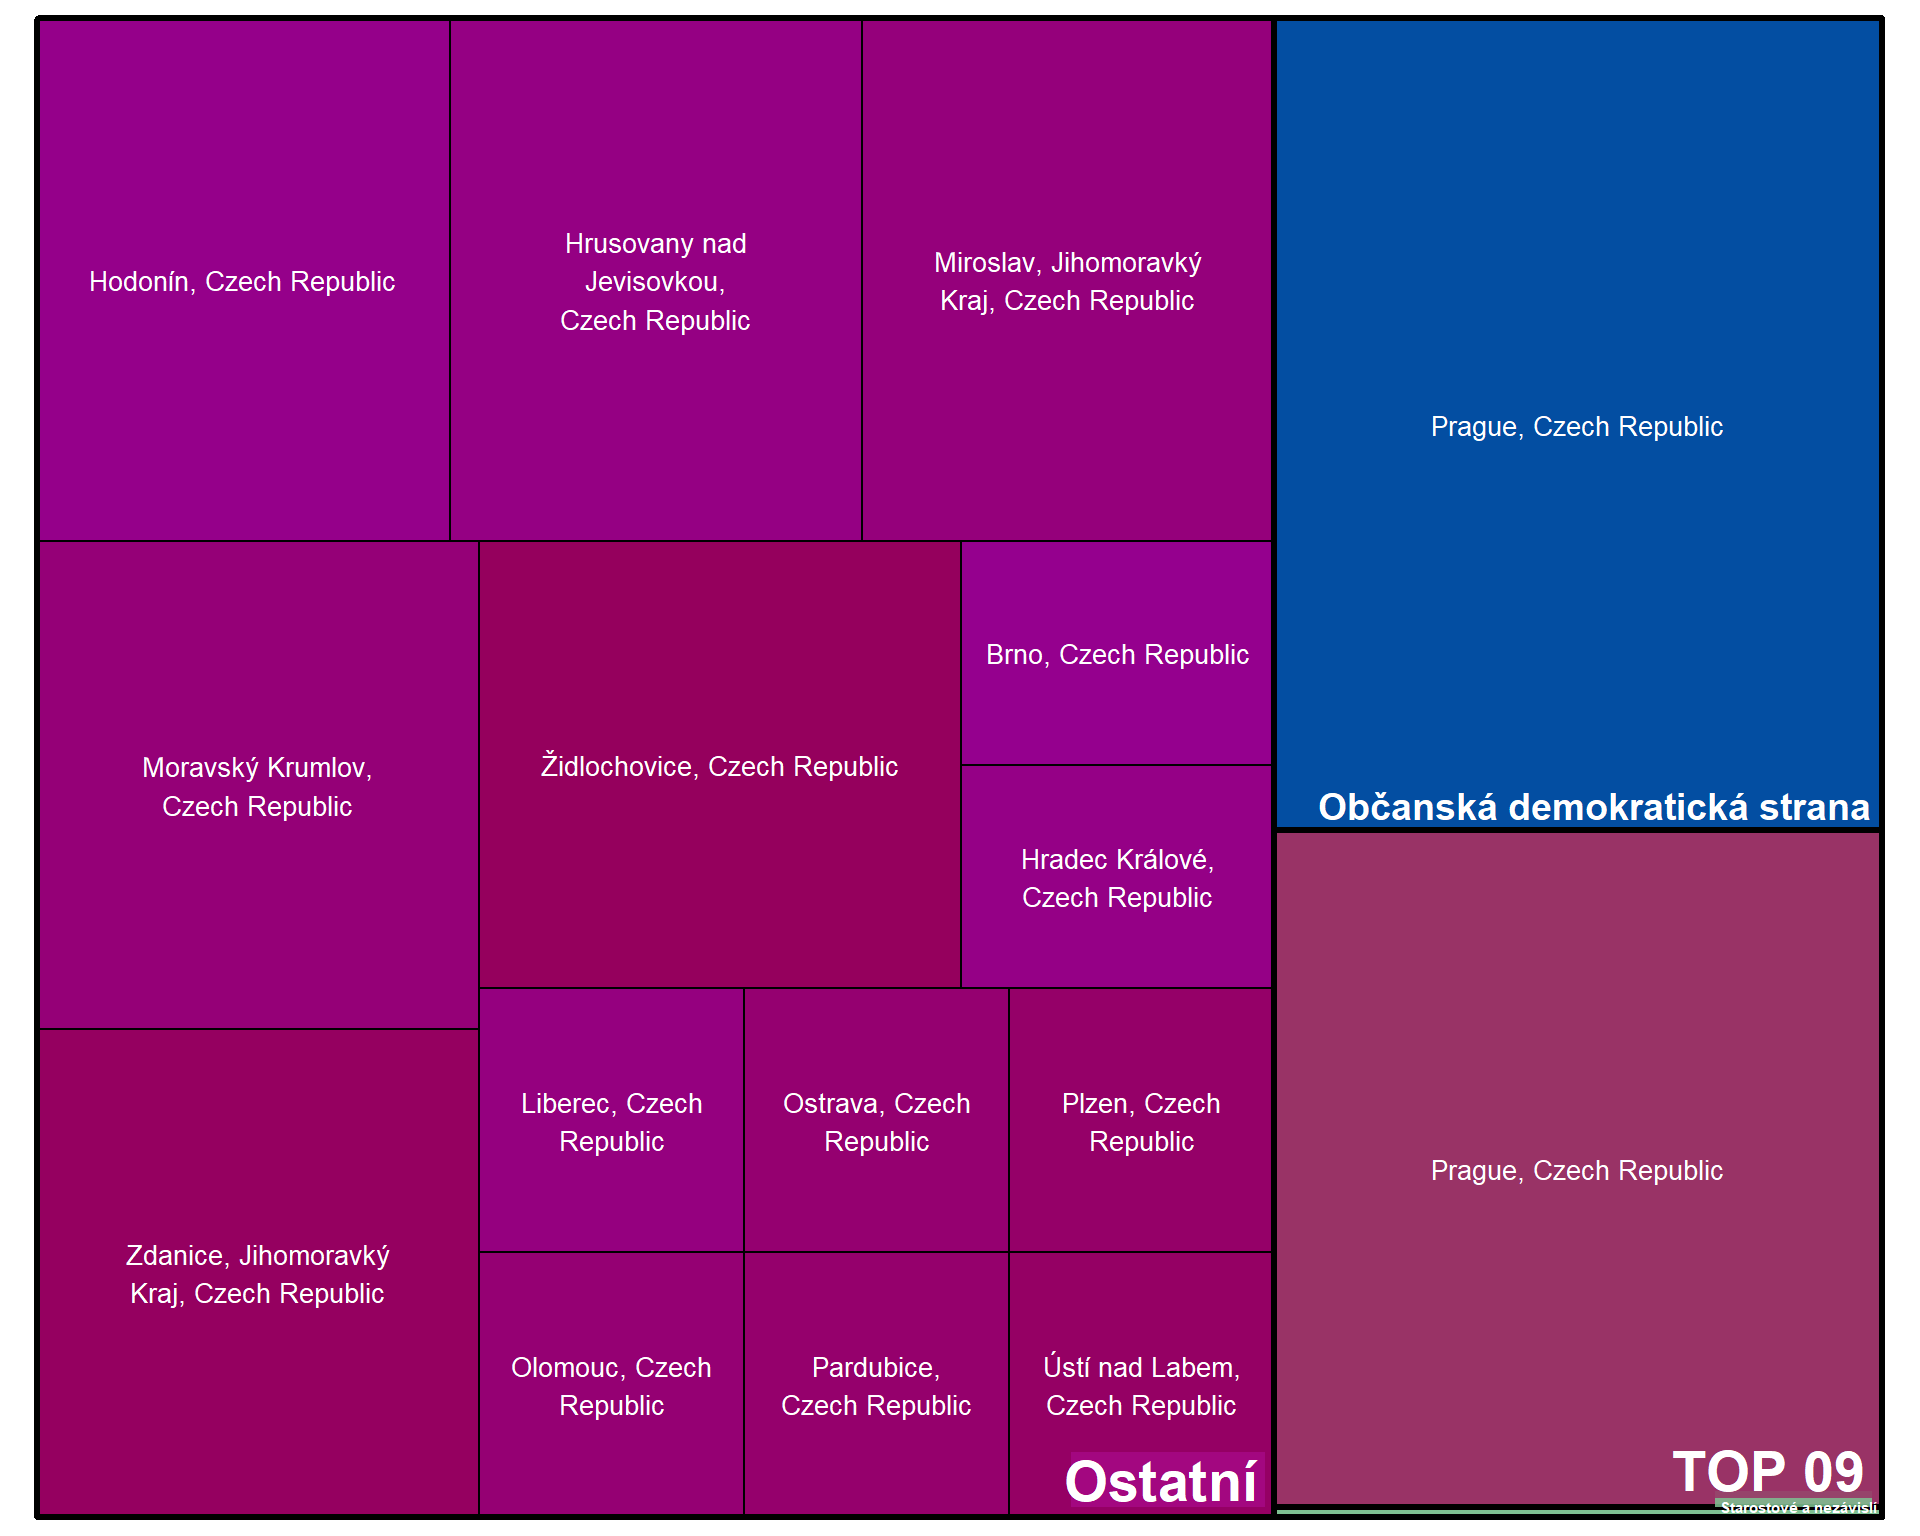 Hodonín, Czech Republic
Hrusovany nad
Jevisovkou,
Czech Republic
Miroslav, Jihomoravký
Kraj, Czech Republic
Moravský Krumlov,
Czech Republic
Židlochovice, Czech Republic
Brno, Czech Republic
Hradec Králové,
Czech Republic
Zdanice, Jihomoravký
Kraj, Czech Republic
Liberec, Czech
Republic
Ostrava, Czech
Republic
Plzen, Czech
Republic
Olomouc, Czech
Republic
Pardubice,
Czech Republic
Ústí nad Labem,
Czech Republic
Ostatní
Prague, Czech Republic
Občanská demokratická strana
Prague, Czech Republic
TOP 09
Starostové a nezávislí